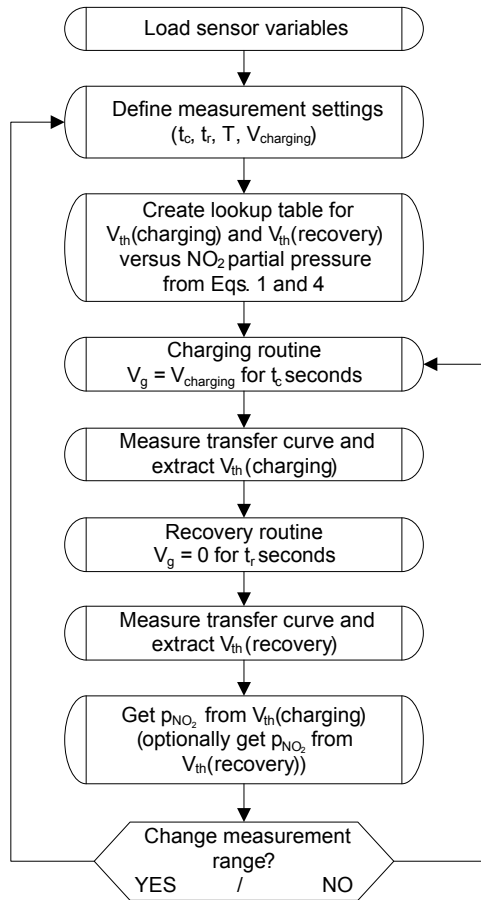 Load sensor variables
Define measurement settings
(tc, tr, T, Vcharging)
Create lookup table for
Vth(charging) and Vth(recovery)
versus NO2 partial pressure
from Eqs. 1 and 4
Charging routine
Vg = Vcharging for tc seconds
Measure transfer curve and
extract Vth(charging)
Recovery routine
Vg = 0 for tr seconds
Measure transfer curve and
extract Vth(recovery)
Get pNO2 from Vth(charging)
(optionally get pNO2 from
Vth(recovery))
Change measurement
range?
YES / NO